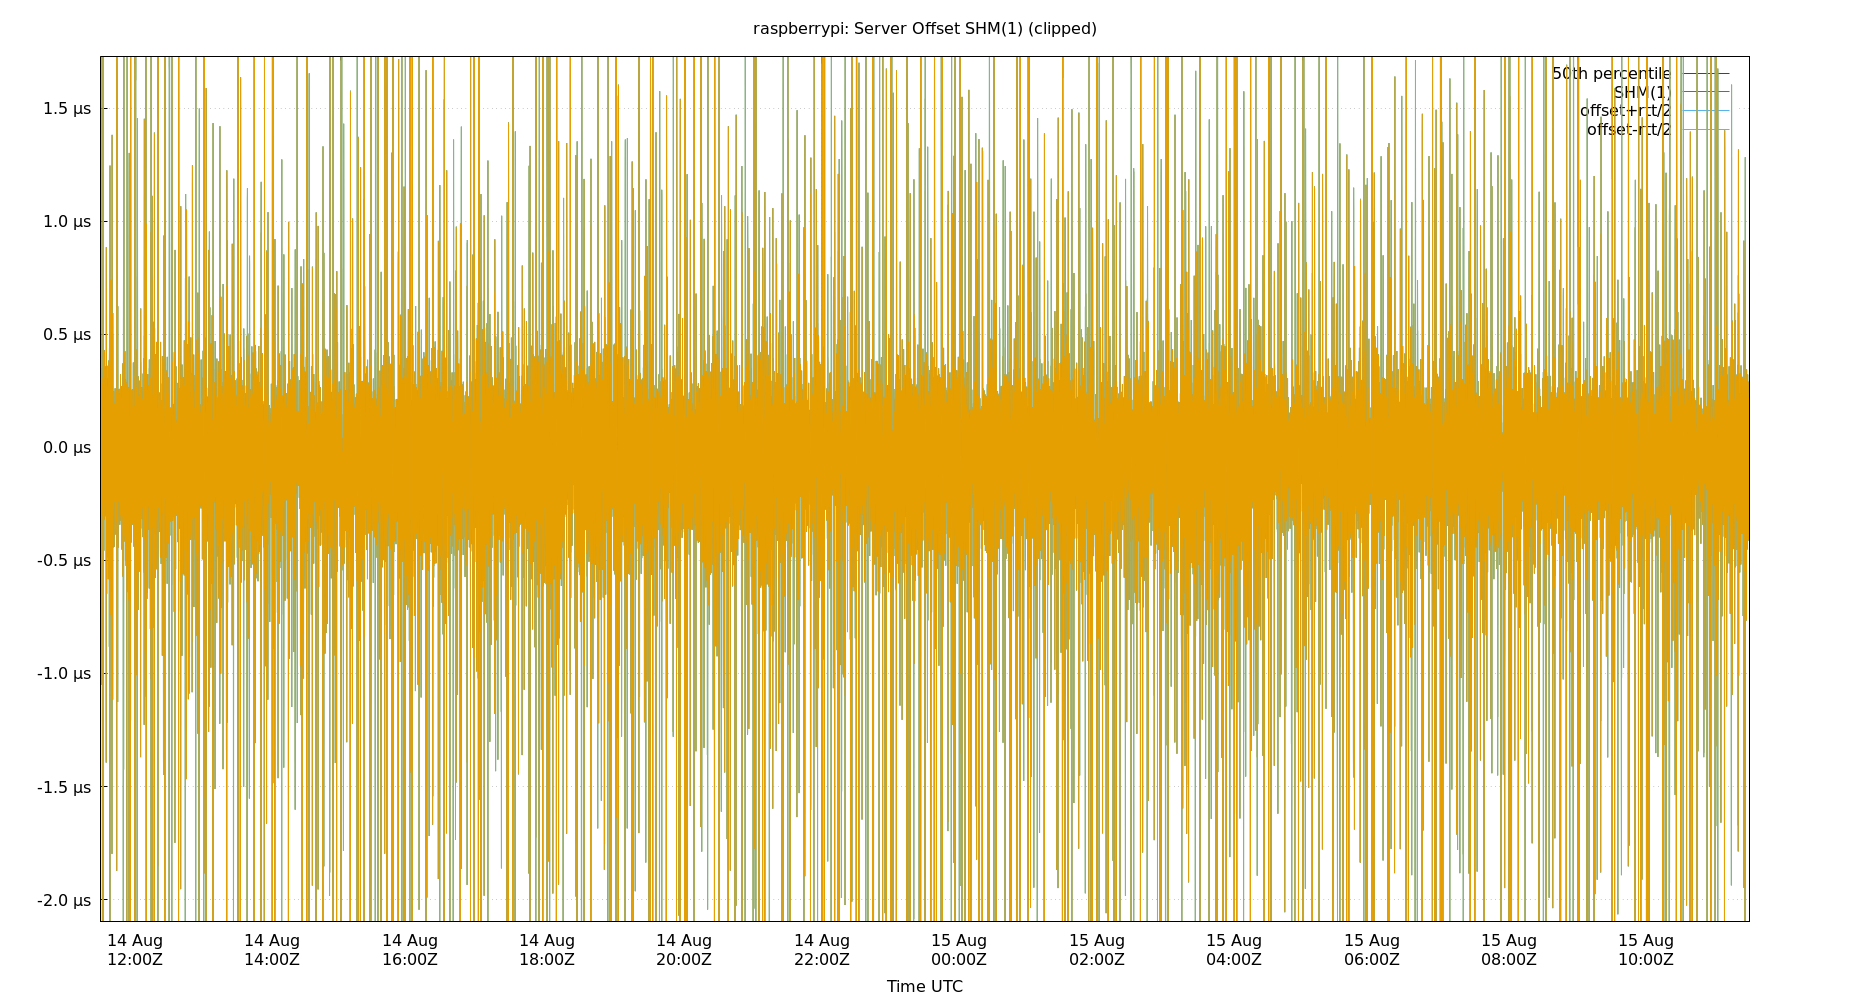 raspberrypi: Server Offset SHM(1) (clipped)
50th percentile
SHM(1)
offset+rtt/2
offset-rtt/2
1.5 µs
1.0 µs
0.5 µs
0.0 µs
-0.5 µs
-1.0 µs
-1.5 µs
-2.0 µs
14 Aug 14 Aug 14 Aug 14 Aug 14 Aug 14 Aug 15 Aug 15 Aug 15 Aug 15 Aug 15 Aug 15 Aug
12:00Z 14:00Z 16:00Z 18:00Z 20:00Z 22:00Z 00:00Z 02:00Z 04:00Z 06:00Z 08:00Z 10:00Z
Time UTC